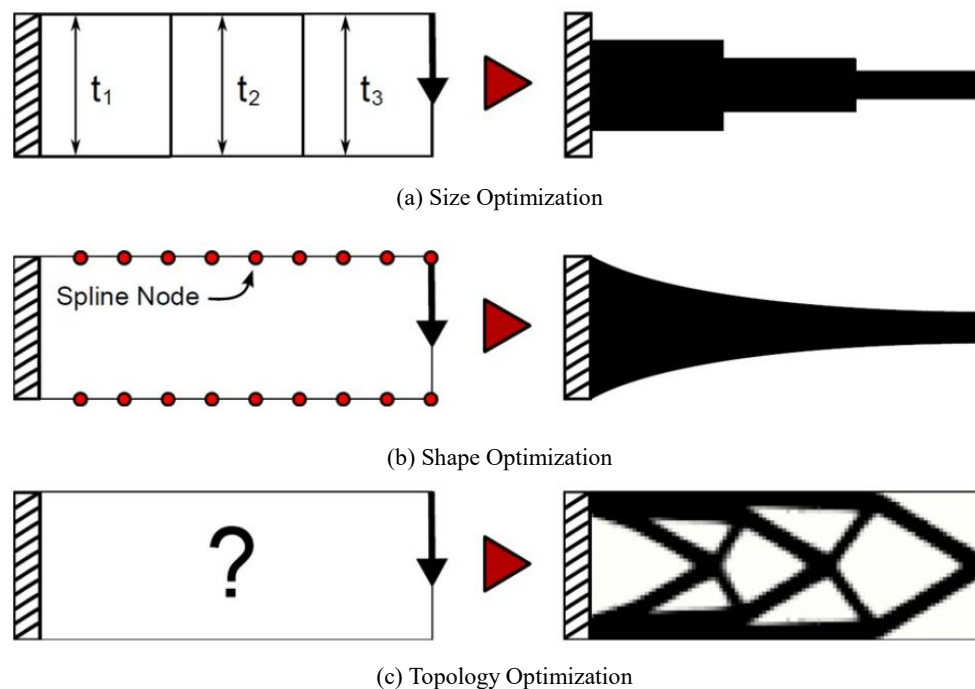 t₁ t₂ t₃
(a) Size Optimization
Spline Node
(b) Shape Optimization
?
(c) Topology Optimization